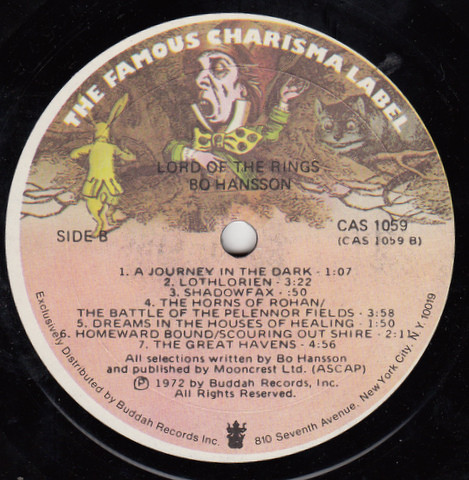 THE FAMOUS CHARISMA LABEL
LORD OF THE RINGS
BO HANSSON
SIDE B
CAS 1059
(CAS 1059 B)
1. A JOURNEY IN THE DARK - 1:07
2. LOTHLORIEN - 3:22
3. SHADOWFAX - :50
4. THE HORNS OF ROHAN/
THE BATTLE OF THE PELENNOR FIELDS - 3:58
5. DREAMS IN THE HOUSES OF HEALING - 1:50
6. HOMEWARD BOUND/SCOURING OUT SHIRE - 2:11
7. THE GREAT HAVENS - 4:56
All selections written by Bo Hansson
and published by Mooncrest Ltd. (ASCAP)
Ⓟ 1972 by Buddah Records, Inc.
All Rights Reserved.
Exclusively Distributed by Buddah Records Inc.
810 Seventh Avenue, New York City, N.Y. 10019